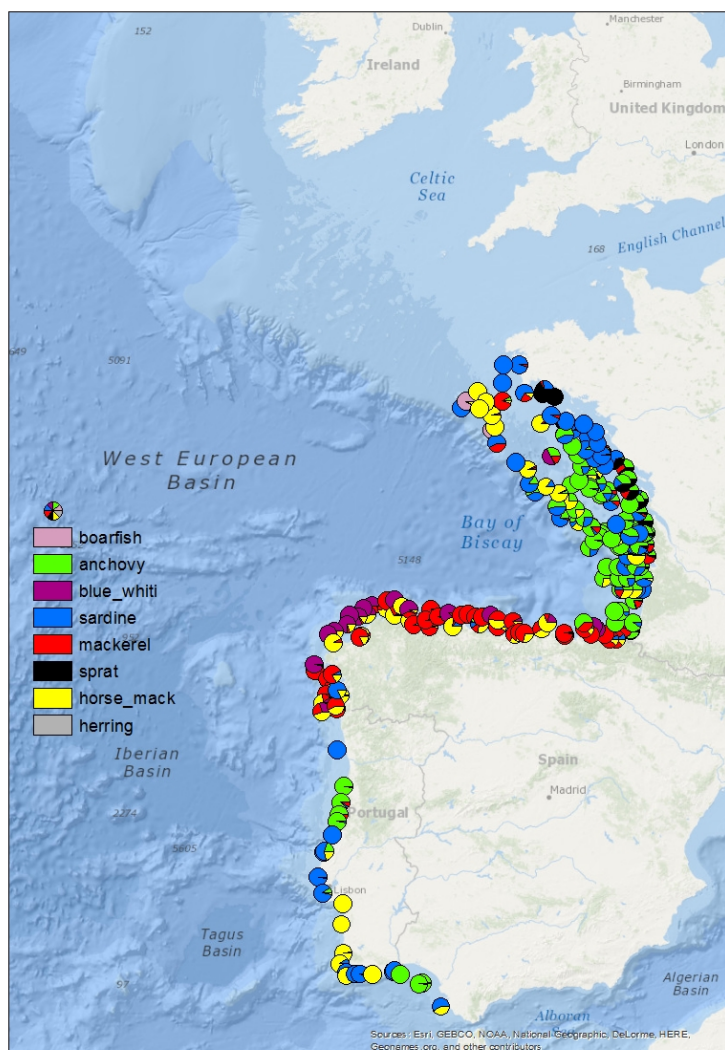 152
Dublin
Manchester
Ireland
Birmingham
United Kingdom
London
Celtic
Sea
168
English Channel
5091
West European
Basin
Bay of
Biscay
5148
boarfish
anchovy
blue_whiti
sardine
mackerel
sprat
horse_mack
herring
Iberian
Basin
Spain
Madrid
2274
Portugal
5605
Lisbon
Tagus
Basin
97
Algerian
Basin
Alboran
Sources: Esri, GEBCO, NOAA, National Geographic, DeLorme, HERE,
Geonames.org, and other contributors